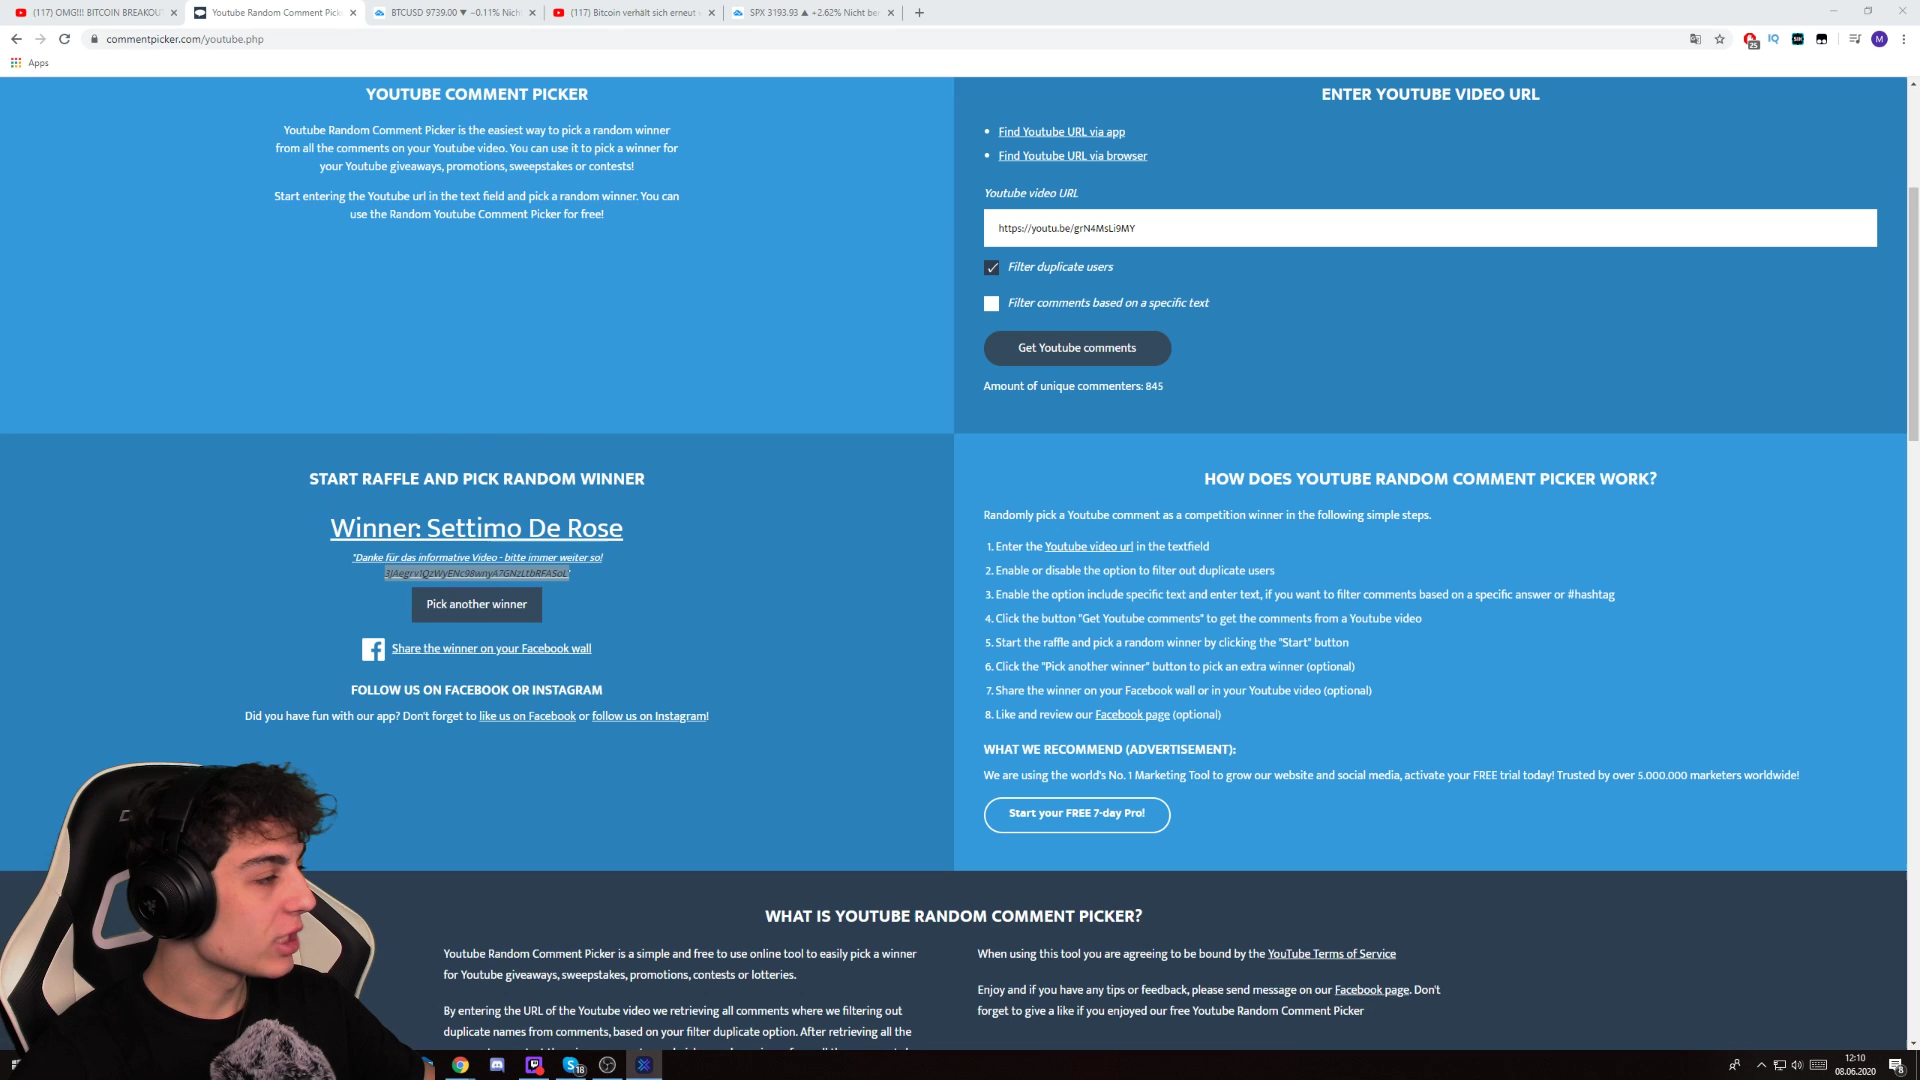 (117) OMG!!! BITCOIN BREAKOU
Youtube Random Comment Pick
BTCUSD 9739.00 ▼ −0.11% Nich
(117) Bitcoin verhält sich erneut
SPX 3193.93 ▲ +2.62% Nicht be
commentpicker.com/youtube.php
25
IQ
M
Apps
YOUTUBE COMMENT PICKER
Youtube Random Comment Picker is the easiest way to pick a random winner
from all the comments on your Youtube video. You can use it to pick a winner for
your Youtube giveaways, promotions, sweepstakes or contests!
Start entering the Youtube url in the text field and pick a random winner. You can
use the Random Youtube Comment Picker for free!
ENTER YOUTUBE VIDEO URL
Find Youtube URL via app
Find Youtube URL via browser
Youtube video URL
https://youtu.be/grN4MsLi9MY
Filter duplicate users
Filter comments based on a specific text
Get Youtube comments
Amount of unique commenters: 845
START RAFFLE AND PICK RANDOM WINNER
Winner: Settimo De Rose
"Danke für das informative Video - bitte immer weiter so!
3JAegrv1QzWyENc98wnyA7GNzLtbRFASoL"
Pick another winner
Share the winner on your Facebook wall
FOLLOW US ON FACEBOOK OR INSTAGRAM
Did you have fun with our app? Don't forget to like us on Facebook or follow us on Instagram!
HOW DOES YOUTUBE RANDOM COMMENT PICKER WORK?
Randomly pick a Youtube comment as a competition winner in the following simple steps.
1. Enter the Youtube video url in the textfield
2. Enable or disable the option to filter out duplicate users
3. Enable the option include specific text and enter text, if you want to filter comments based on a specific answer or #hashtag
4. Click the button "Get Youtube comments" to get the comments from a Youtube video
5. Start the raffle and pick a random winner by clicking the "Start" button
6. Click the "Pick another winner" button to pick an extra winner (optional)
7. Share the winner on your Facebook wall or in your Youtube video (optional)
8. Like and review our Facebook page (optional)
WHAT WE RECOMMEND (ADVERTISEMENT):
We are using the world's No. 1 Marketing Tool to grow our website and social media, activate your FREE trial today! Trusted by over 5.000.000 marketers worldwide!
Start your FREE 7-day Pro!
WHAT IS YOUTUBE RANDOM COMMENT PICKER?
Youtube Random Comment Picker is a simple and free to use online tool to easily pick a winner
for Youtube giveaways, sweepstakes, promotions, contests or lotteries.
By entering the URL of the Youtube video we retrieving all comments where we filtering out
duplicate names from comments, based on your filter duplicate option. After retrieving all the
When using this tool you are agreeing to be bound by the YouTube Terms of Service
Enjoy and if you have any tips or feedback, please send message on our Facebook page. Don't
forget to give a like if you enjoyed our free Youtube Random Comment Picker
18
12:10
08.06.2020
8